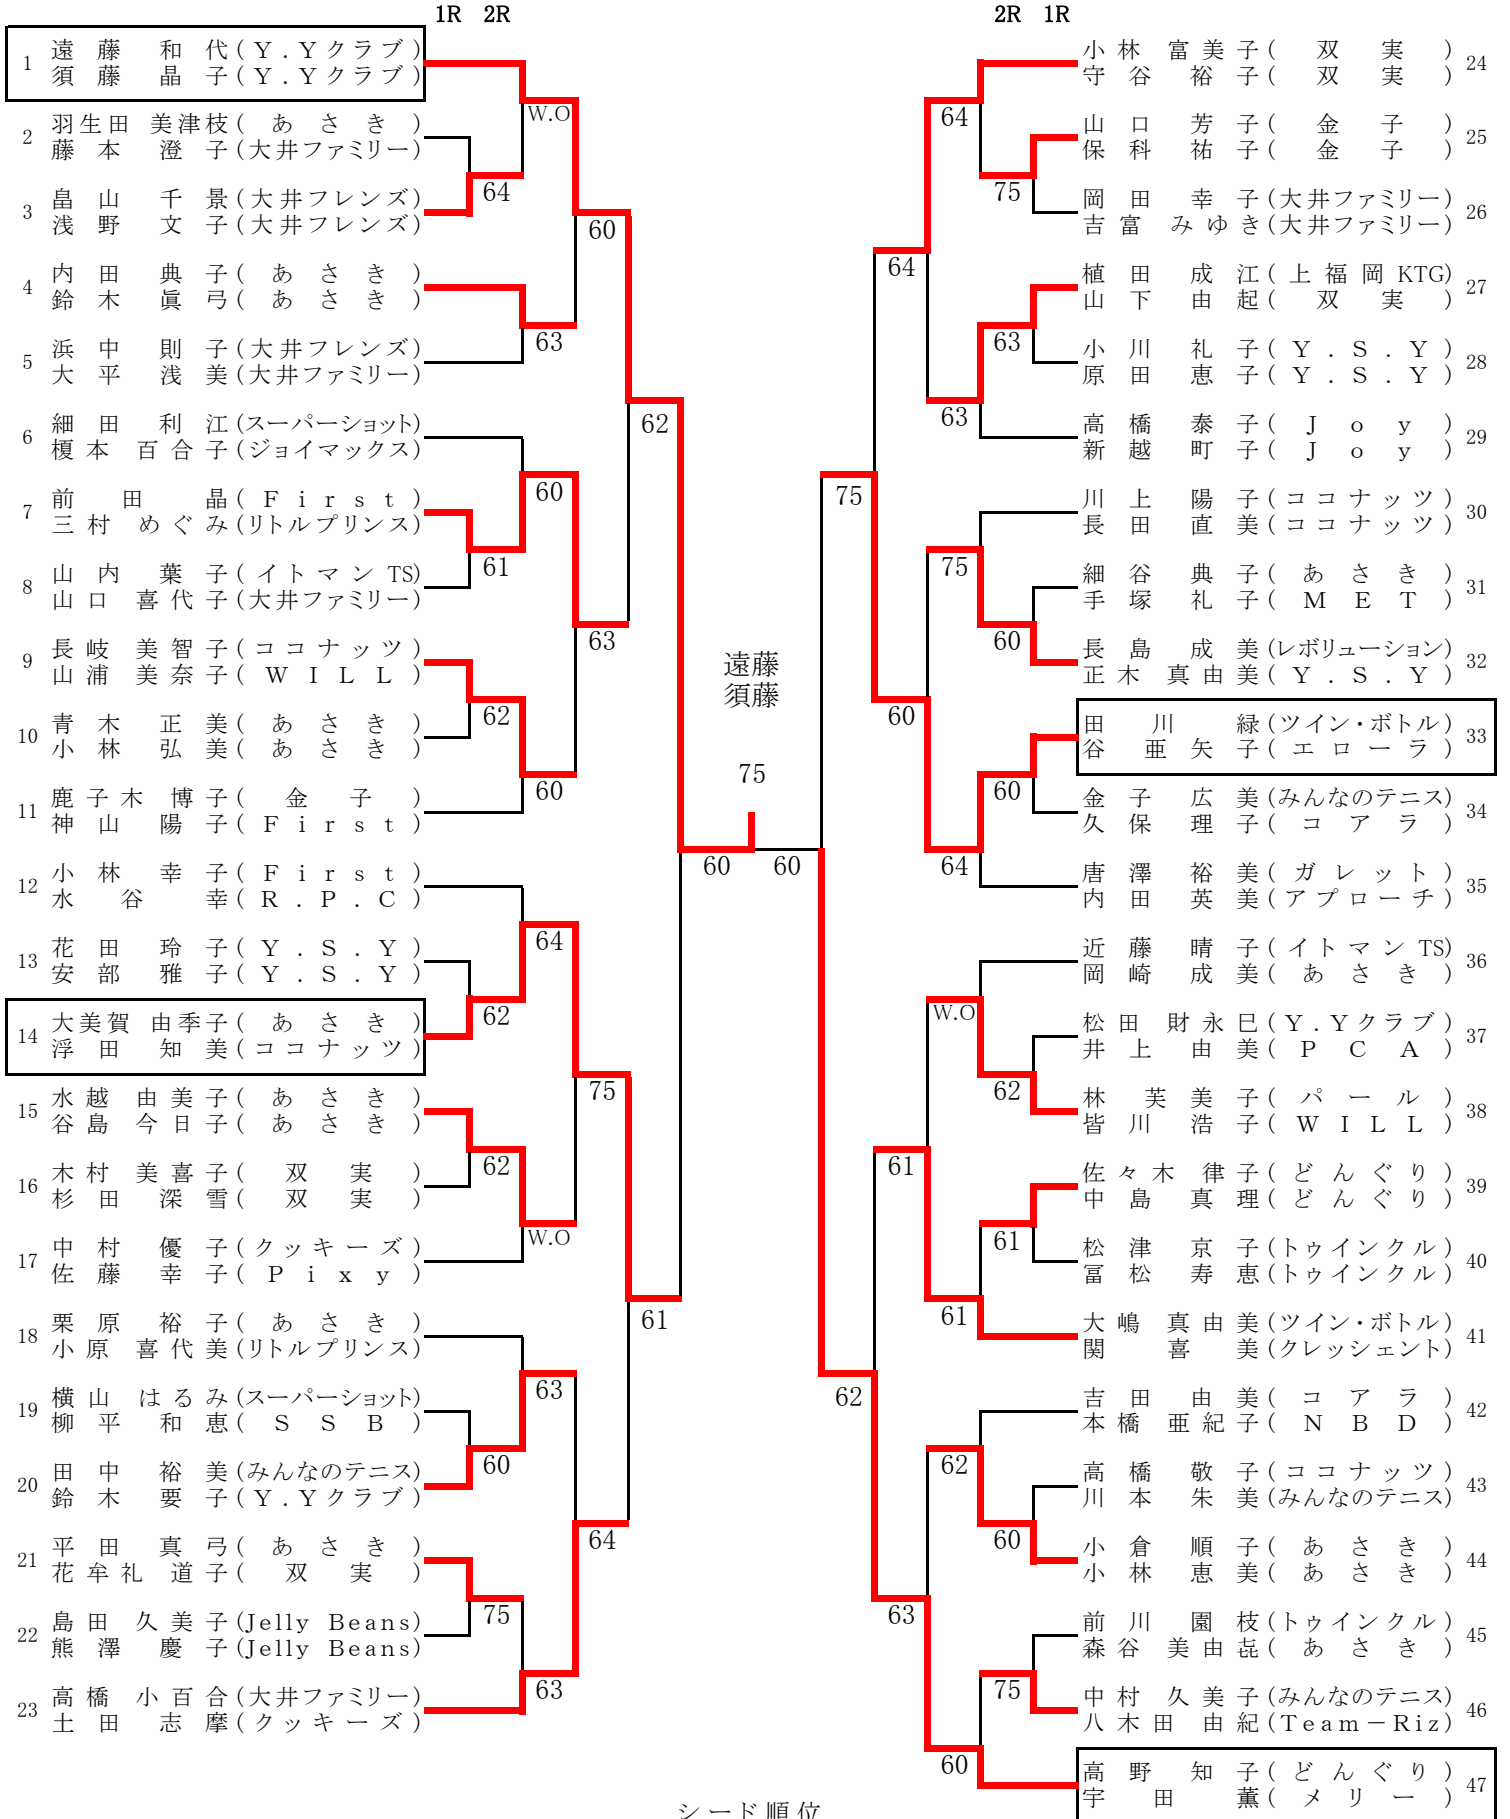 1R 2R
2R 1R
1 遠藤 和代(Y.Yクラブ)
須藤 晶子(Y.Yクラブ)
W.O
2 羽生田 美津枝(あさき)
藤本 澄子(大井ファミリー)
64
3 畠山 千景(大井フレンズ)
浅野 文子(大井フレンズ)
60
4 内田 典子(あさき)
鈴木 眞弓(あさき)
63
5 浜中 則子(大井フレンズ)
大平 浅美(大井ファミリー)
62
6 細田 利江(スーパーショット)
榎本 百合子(ジョイマックス)
60
7 前田 晶(First)
三村 めぐみ(リトルプリンス)
61
8 山内 葉子(イトマンTS)
山口 喜代子(大井ファミリー)
63
9 長岐 美智子(ココナッツ)
山浦 美奈子(WILL)
62
10 青木 正美(あさき)
小林 弘美(あさき)
60
11 鹿子木 博子(金子)
神山 陽子(First)
12 小林 幸子(First)
水谷 幸(R.P.C)
64
13 花田 玲子(Y.S.Y)
安部 雅子(Y.S.Y)
62
14 大美賀 由季子(あさき)
浮田 知美(ココナッツ)
75
15 水越 由美子(あさき)
谷島 今日子(あさき)
62
16 木村 美喜子(双実)
杉田 深雪(双実)
W.O
17 中村 優子(クッキーズ)
佐藤 幸子(Pixy)
61
18 栗原 裕子(あさき)
小原 喜代美(リトルプリンス)
63
19 横山 はるみ(スーパーショット)
柳平 和恵(SSB)
60
20 田中 裕美(みんなのテニス)
鈴木 要子(Y.Yクラブ)
64
21 平田 真弓(あさき)
花牟礼 道子(双実)
75
22 島田 久美子(Jelly Beans)
熊澤 慶子(Jelly Beans)
63
23 高橋 小百合(大井ファミリー)
土田 志摩(クッキーズ)
遠藤
須藤
75
60 60
小林 富美子(双実) 24
守谷 裕子(双実)
64
山口 芳子(金子) 25
保科 祐子(金子)
75
岡田 幸子(大井ファミリー) 26
吉富 みゆき(大井ファミリー)
64
植田 成江(上福岡KTG) 27
山下 由起(双実)
63
小川 礼子(Y.S.Y) 28
原田 恵子(Y.S.Y)
63
高橋 泰子(Joy) 29
新越 町子(Joy)
75
川上 陽子(ココナッツ) 30
長田 直美(ココナッツ)
75
細谷 典子(あさき) 31
手塚 礼子(MET)
60
長島 成美(レボリューション) 32
正木 真由美(Y.S.Y)
60
田川 緑(ツイン・ボトル) 33
谷 亜矢子(エローラ)
60
金子 広美(みんなのテニス) 34
久保 理子(コアラ)
64
唐澤 裕美(ガレット) 35
内田 英美(アプローチ)
近藤 晴子(イトマンTS) 36
岡崎 成美(あさき)
W.O
松田 財永巳(Y.Yクラブ) 37
井上 由美(PCA)
62
林 芙美子(パール) 38
皆川 浩子(WILL)
61
佐々木 律子(どんぐり) 39
中島 真理(どんぐり)
61
松津 京子(トゥインクル) 40
冨松 寿恵(トゥインクル)
61
大嶋 真由美(ツイン・ボトル) 41
関 喜美(クレッシェント)
62
吉田 由美(コアラ) 42
本橋 亜紀子(NBD)
62
高橋 敬子(ココナッツ) 43
川本 朱美(みんなのテニス)
60
小倉 順子(あさき) 44
小林 恵美(あさき)
63
前川 園枝(トゥインクル) 45
森谷 美由㐂(あさき)
75
中村 久美子(みんなのテニス) 46
八木田 由紀(Team-Riz)
60
高野 知子(どんぐり) 47
宇田 薫(メリー)
シード順位